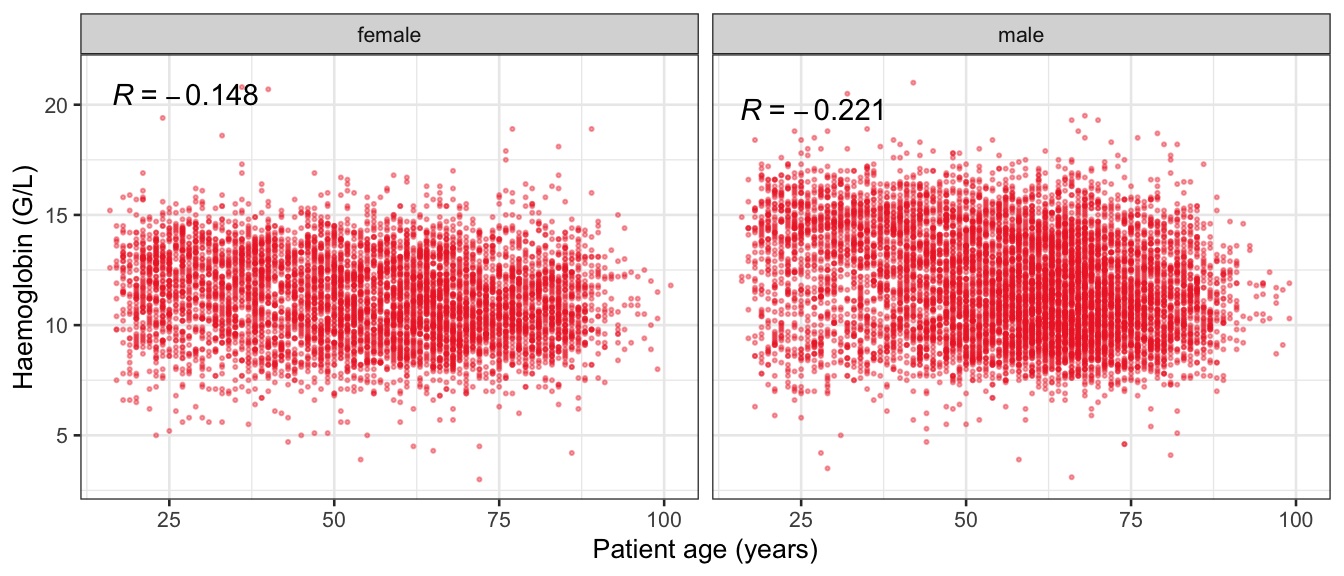 female
male
R = −0.148
R = −0.221
Haemoglobin (G/L)
20
15
10
5
25 50 75 100
25 50 75 100
Patient age (years)